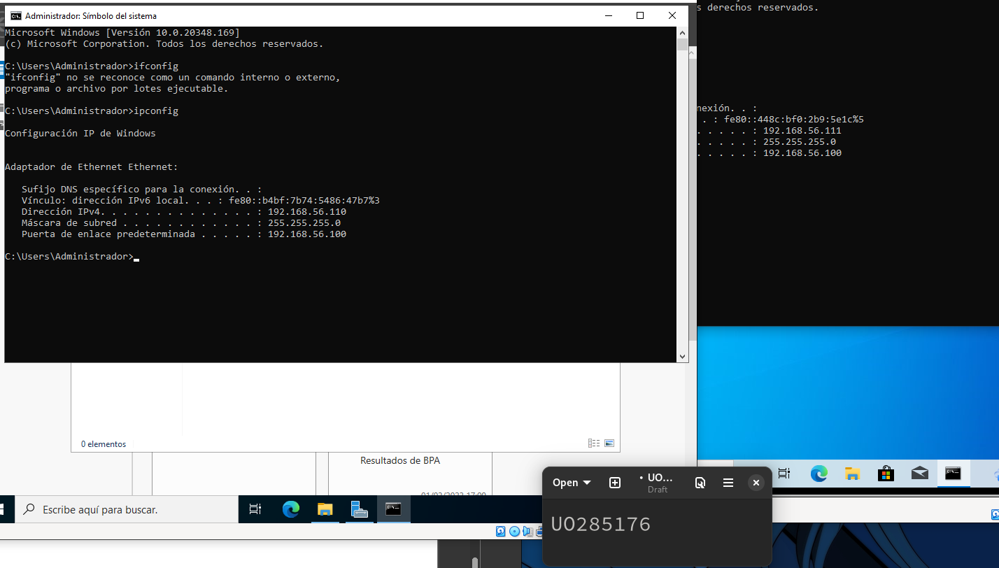 Administrador: Símbolo del sistema
Microsoft Windows [Versión 10.0.20348.169]
(c) Microsoft Corporation. Todos los derechos reservados.
C:\Users\Administrador>ifconfig
"ifconfig" no se reconoce como un comando interno o externo,
programa o archivo por lotes ejecutable.
C:\Users\Administrador>ipconfig
Configuración IP de Windows
Adaptador de Ethernet Ethernet:
Sufijo DNS específico para la conexión. . :
Vínculo: dirección IPv6 local. . . : fe80::b4bf:7b74:5486:47b7%3
Dirección IPv4. . . . . . . . . . . . . . : 192.168.56.110
Máscara de subred . . . . . . . . . . . . : 255.255.255.0
Puerta de enlace predeterminada . . . . . : 192.168.56.100
C:\Users\Administrador>
s derechos reservados.
nexión. . :
. : fe80::448c:bf0:2b9:5e1c%5
. . . . . : 192.168.56.111
. . . . . : 255.255.255.0
. . . . . : 192.168.56.100
0 elementos
Resultados de BPA
Escribe aquí para buscar.
Open
• UO...
Draft
UO285176